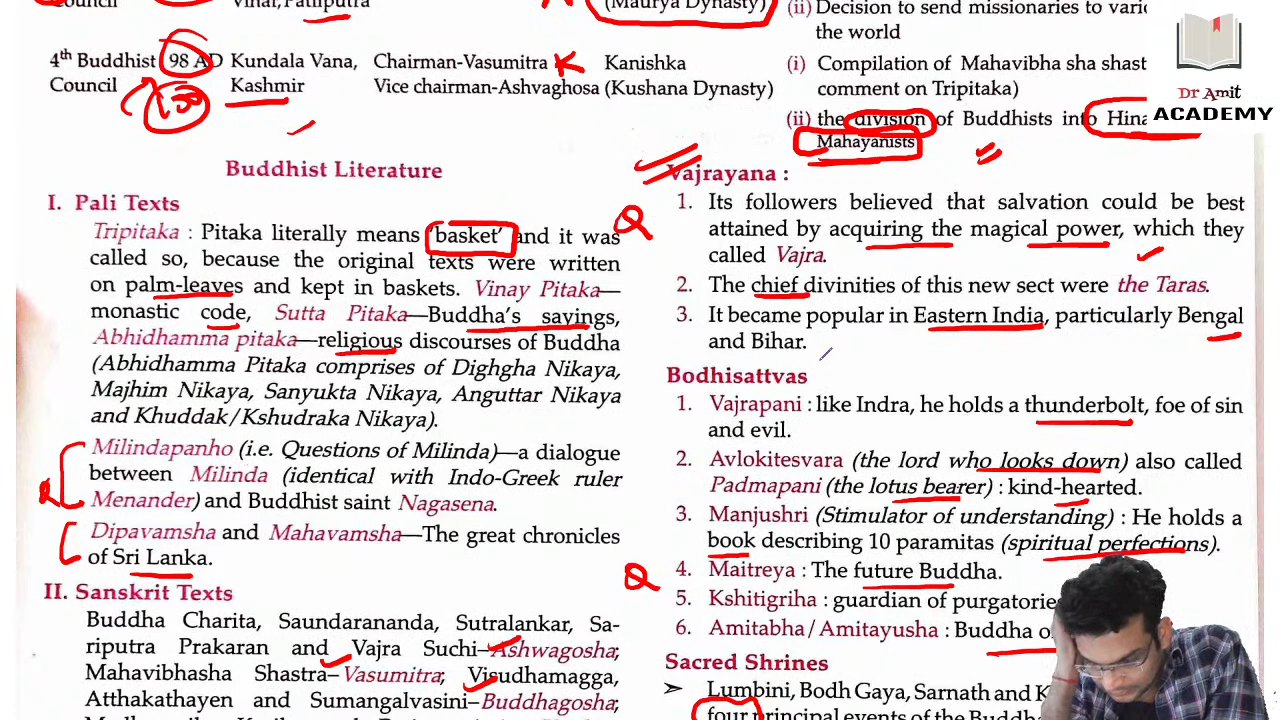 Council
Vihar, Patliputra
(Maurya Dynasty)
(ii) Decision to send missionaries to
the world
4th Buddhist 98 AD Kundala Vana, Chairman-Vasumitra K Kanishka
Council Kashmir Vice chairman-Ashvaghosa (Kushana Dynasty)
(i) Compilation of Mahavibha sha
comment on Tripitaka)
(ii) the division of Buddhists into
Mahayanists
Dr Amit
ACADEMY
Buddhist Literature
I. Pali Texts
Tripitaka : Pitaka literally means 'basket' and it was
called so, because the original texts were written
on palm-leaves and kept in baskets. Vinay Pitaka—
monastic code, Sutta Pitaka—Buddha's sayings,
Abhidhamma pitaka—religious discourses of Buddha
(Abhidhamma Pitaka comprises of Dighgha Nikaya,
Majhim Nikaya, Sanyukta Nikaya, Anguttar Nikaya
and Khuddak/Kshudraka Nikaya).
Milindapanho (i.e. Questions of Milinda)—a dialogue
between Milinda (identical with Indo-Greek ruler
Menander) and Buddhist saint Nagasena.
Dipavamsha and Mahavamsha—The great chronicles
of Sri Lanka.
II. Sanskrit Texts
Buddha Charita, Saundarananda, Sutralankar, Sa-
riputra Prakaran and Vajra Suchi–Ashwagosha;
Mahavibhasha Shastra–Vasumitra; Visudhamagga,
Atthakathayen and Sumangalvasini–Buddhagosha;
Vajrayana :
1. Its followers believed that salvation could be best
attained by acquiring the magical power, which they
called Vajra.
2. The chief divinities of this new sect were the Taras.
3. It became popular in Eastern India, particularly Bengal
and Bihar.
Bodhisattvas
1. Vajrapani : like Indra, he holds a thunderbolt, foe of sin
and evil.
2. Avlokitesvara (the lord who looks down) also called
Padmapani (the lotus bearer) : kind-hearted.
3. Manjushri (Stimulator of understanding) : He holds a
book describing 10 paramitas (spiritual perfections).
4. Maitreya : The future Buddha.
5. Kshitigriha : guardian of purgatories
6. Amitabha/Amitayusha : Buddha of
Sacred Shrines
➢ Lumbini, Bodh Gaya, Sarnath and
four principal events of the